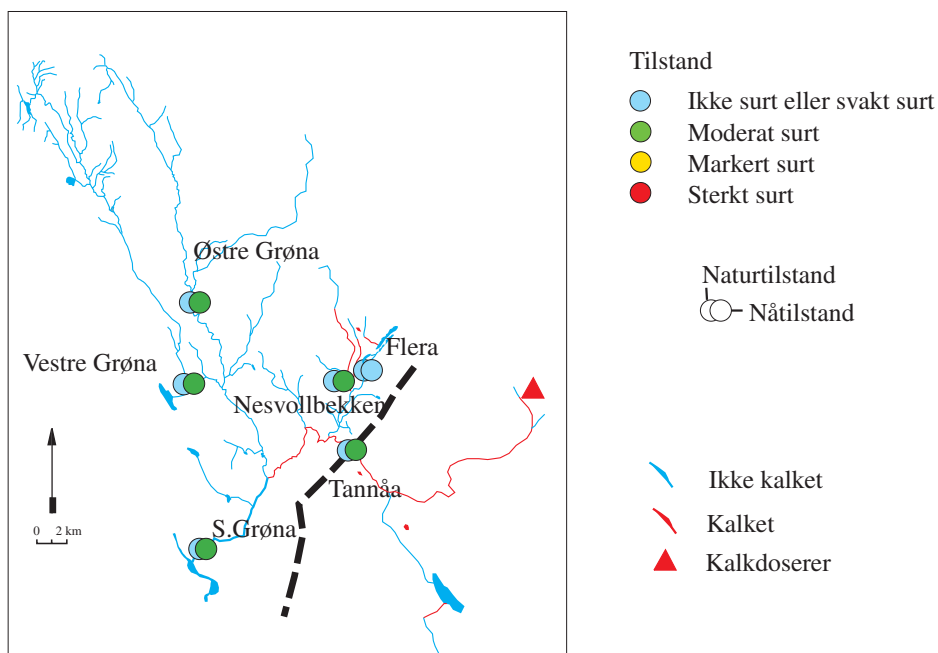 Østre Grøna
Vestre Grøna
Flera
Nesvollbekken
Tannåa
S.Grøna
0 2 km
Tilstand
Ikke surt eller svakt surt
Moderat surt
Markert surt
Sterkt surt
Naturtilstand
Nåtilstand
Ikke kalket
Kalket
Kalkdoserer